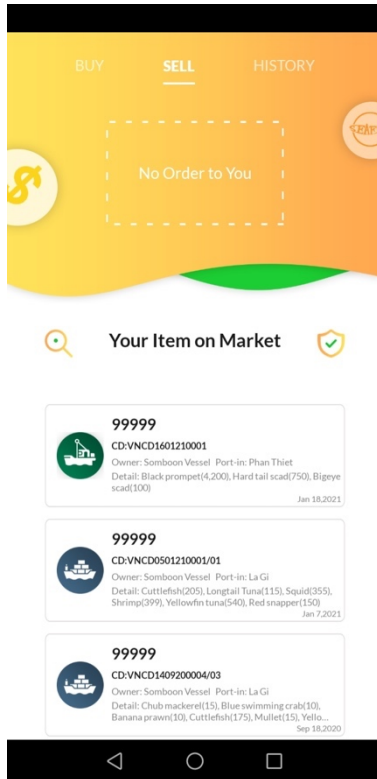 BUY SELL HISTORY
No Order to You
Your Item on Market
99999
CD:VNCD1601210001
Owner: Somboon Vessel Port-in: Phan Thiet
Detail: Black prompet(4,200), Hard tail scad(750), Bigeye
scad(100)
Jan 18,2021
99999
CD:VNCD0501210001/01
Owner: Somboon Vessel Port-in: La Gi
Detail: Cuttlefish(205), Longtail Tuna(115), Squid(355),
Shrimp(399), Yellowfin tuna(540), Red snapper(150)
Jan 7,2021
99999
CD:VNCD1409200004/03
Owner: Somboon Vessel Port-in: La Gi
Detail: Chub mackerel(15), Blue swimming crab(10),
Banana prawn(10), Cuttlefish(175), Mullet(15), Yello...
Sep 18,2020